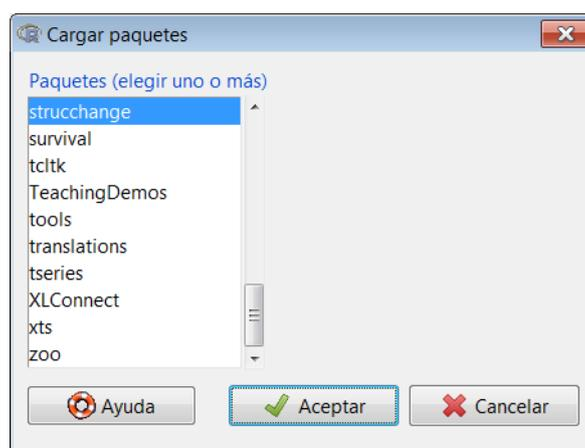 Cargar paquetes
Paquetes (elegir uno o más)
strucchange
survival
tcltk
TeachingDemos
tools
translations
tseries
XLConnect
xts
zoo
Ayuda Aceptar Cancelar